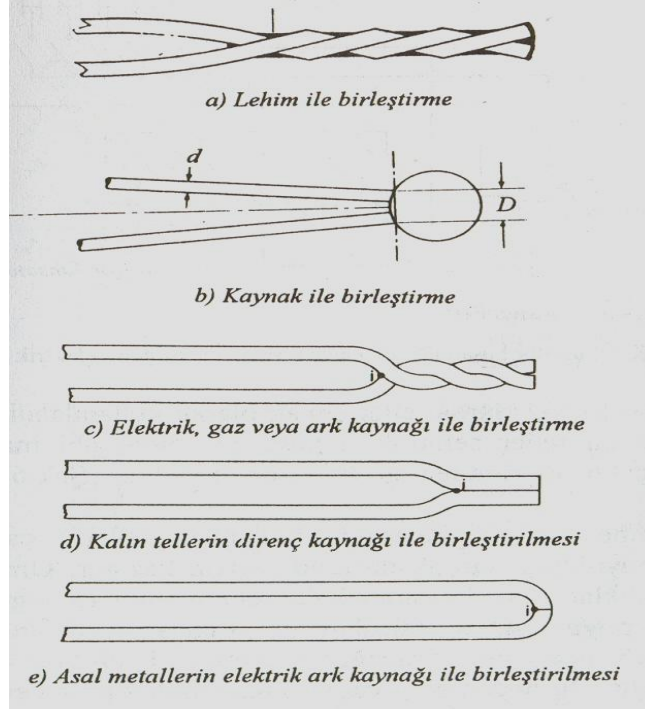 a) Lehim ile birleştirme
d
D
b) Kaynak ile birleştirme
i
c) Elektrik, gaz veya ark kaynağı ile birleştirme
i
d) Kalın tellerin direnç kaynağı ile birleştirilmesi
i
e) Asal metallerin elektrik ark kaynağı ile birleştirilmesi